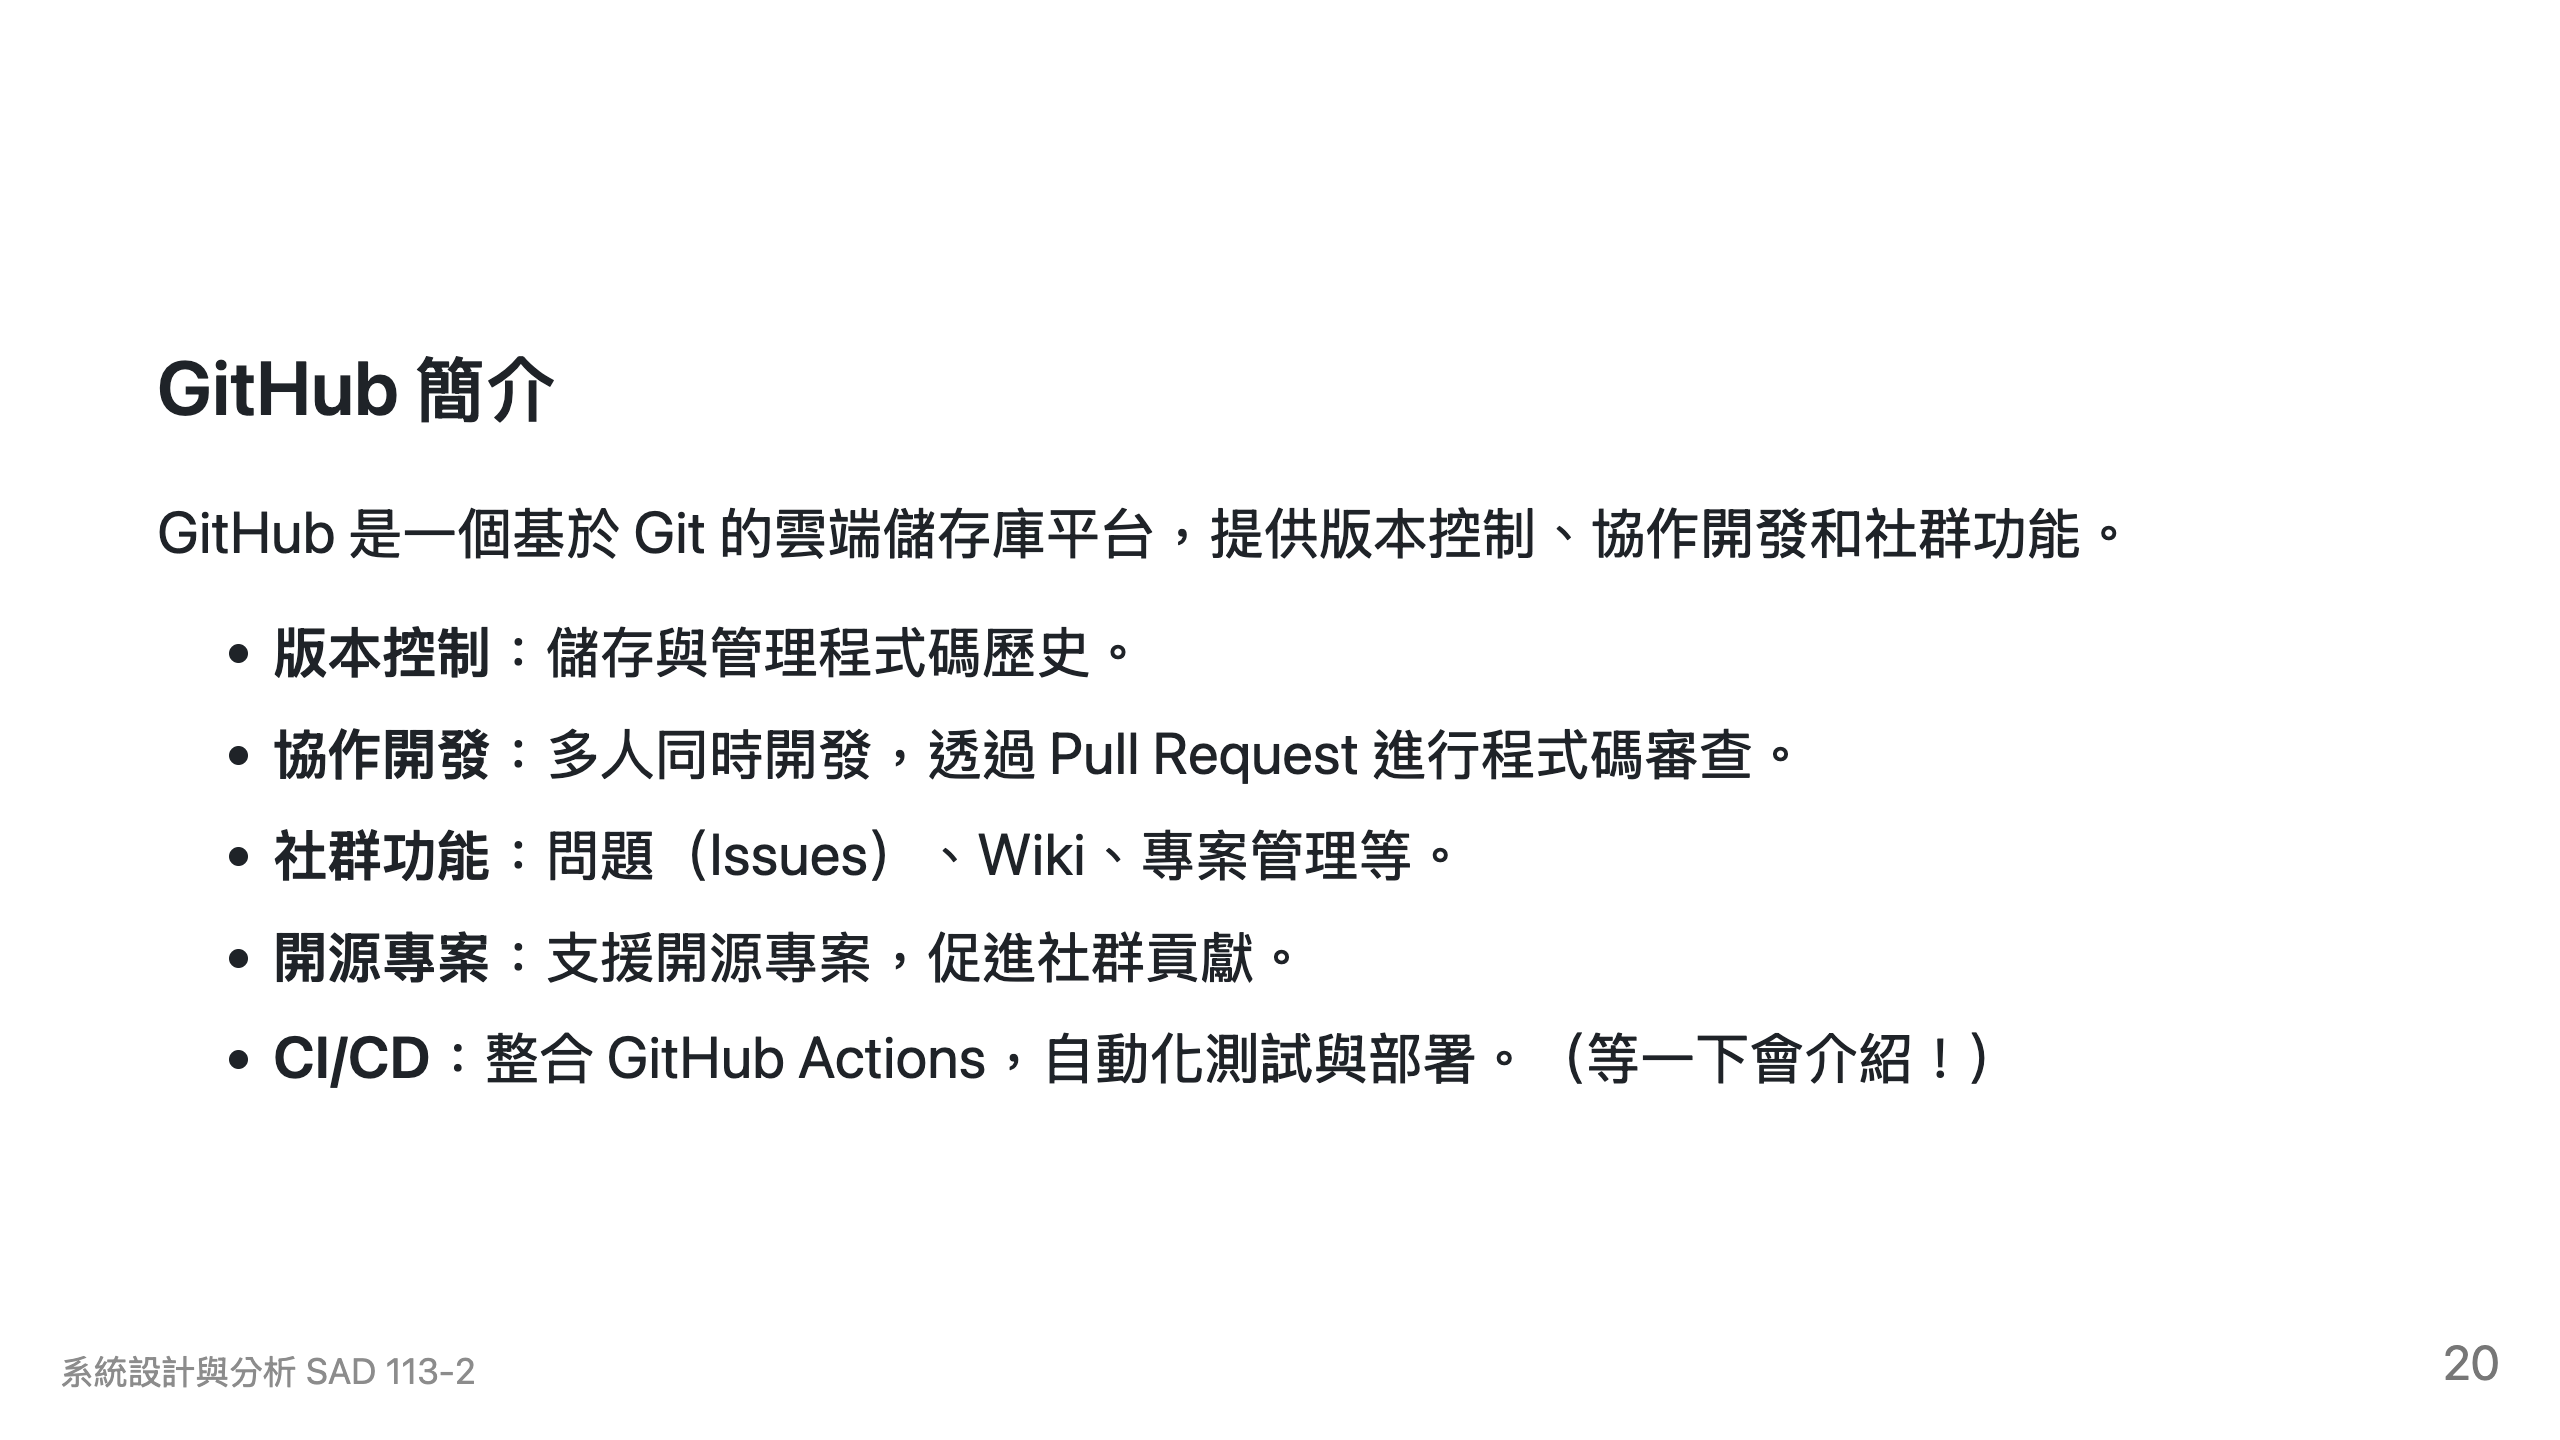 GitHub 簡介
GitHub 是一個基於 Git 的雲端儲存庫平台，提供版本控制、協作開發和社群功能。
• 版本控制：儲存與管理程式碼歷史。
• 協作開發：多人同時開發，透過 Pull Request 進行程式碼審查。
• 社群功能：問題（Issues）、Wiki、專案管理等。
• 開源專案：支援開源專案，促進社群貢獻。
• CI/CD：整合 GitHub Actions，自動化測試與部署。（等一下會介紹！）
系統設計與分析 SAD 113-2
20